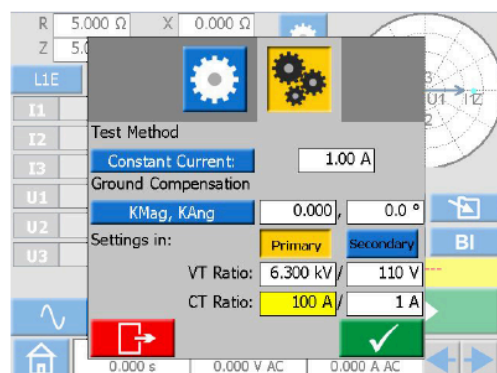 R 5.000 Ω X 0.000 Ω
Z 5.0
L1E
I1
I2
I3
U1
U2
U3
Test Method
Constant Current: 1.00 A
Ground Compensation
KMag, KAng 0.000, 0.0 °
Settings in: Primary Secondary
VT Ratio: 6.300 kV/ 110 V
CT Ratio: 100 A/ 1 A
U1
BI
0.000 s 0.000 V AC 0.000 A AC